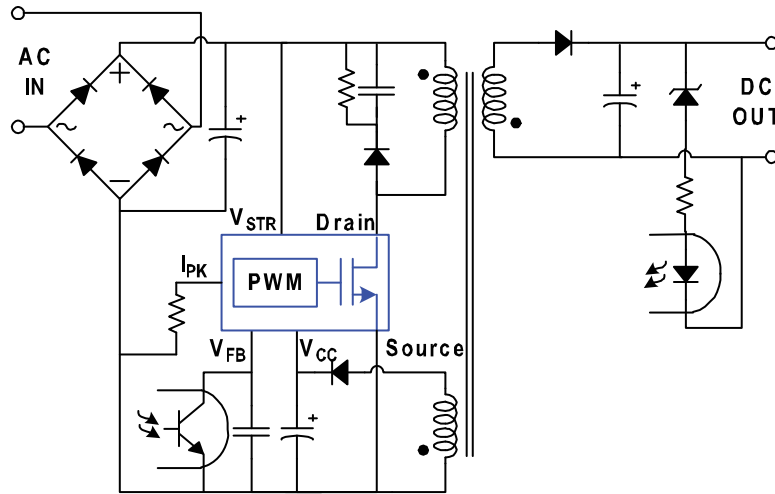 AC
IN
+
~
~
−
+
+
DC
OUT
VSTR
Drain
IPK
PWM
VFB
VCC
Source
+